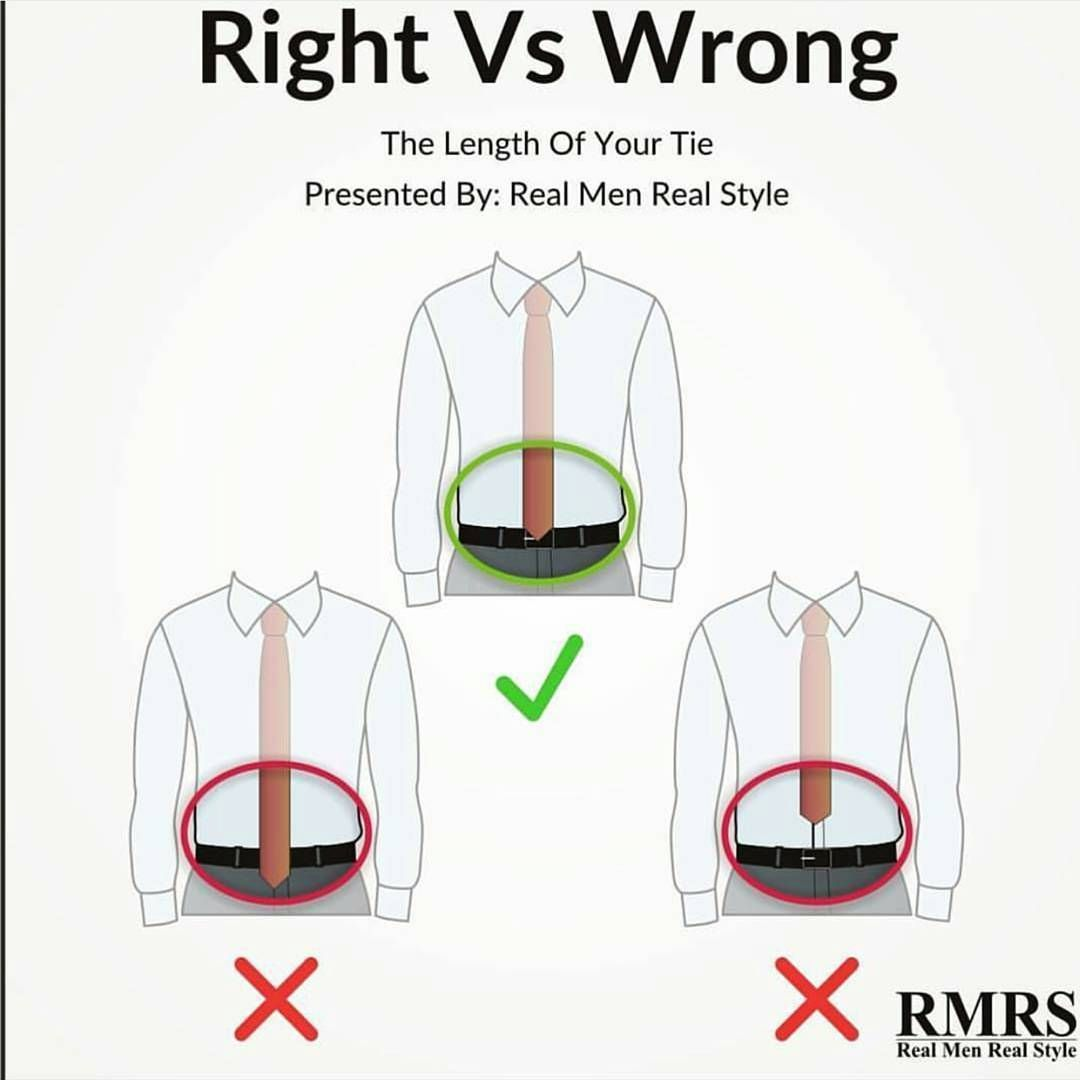 Right Vs Wrong
The Length Of Your Tie
Presented By: Real Men Real Style
RMRS
Real Men Real Style